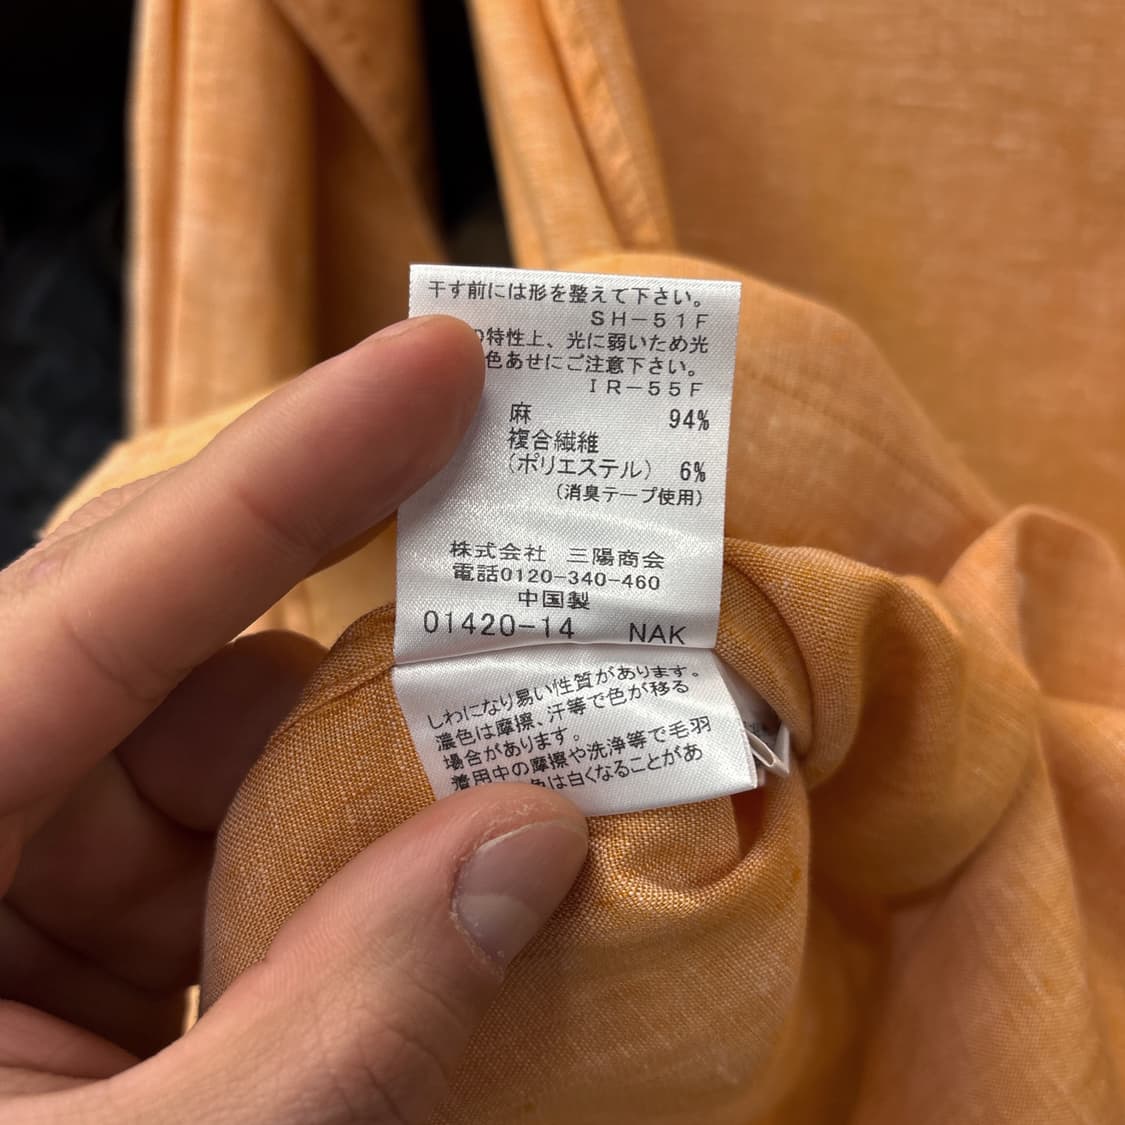 干す前には形を整えて下さい。
SH-51F
特性上、光に弱いため光
色あせにご注意下さい。
IR-55F
麻 94%
複合繊維
(ポリエステル) 6%
(消臭テープ使用)
株式会社 三陽商会
電話0120-340-460
中国製
01420-14 NAK
しわになり易い性質があります。
濃色は摩擦、汗等で色が移る
場合があります。
着用中の摩擦や洗浄等で毛羽
色は白くなることがあ